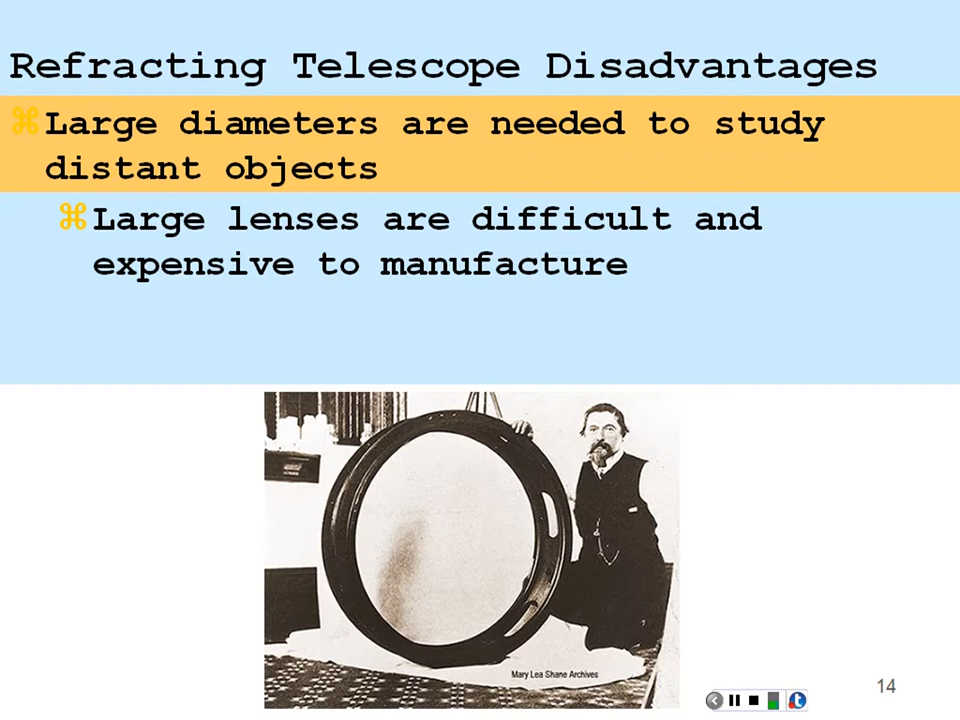 Refracting Telescope Disadvantages
⌘Large diameters are needed to study
distant objects
⌘Large lenses are difficult and
expensive to manufacture
Mary Lea Shane Archives
14